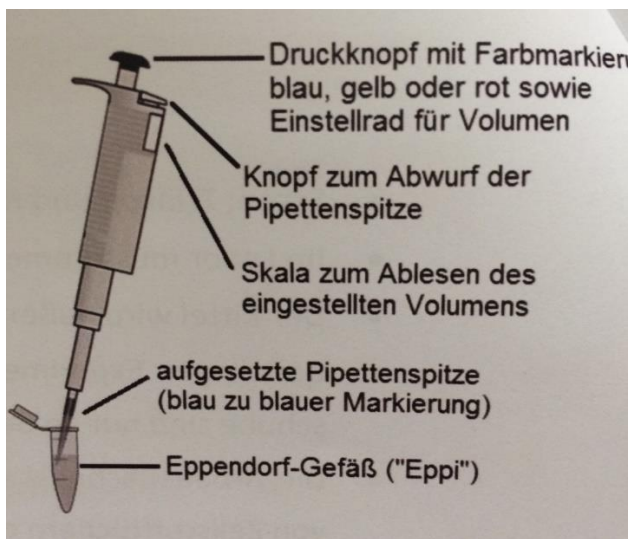 Druckknopf mit Farbmarkieru
blau, gelb oder rot sowie
Einstellrad für Volumen
Knopf zum Abwurf der
Pipettenspitze
Skala zum Ablesen des
eingestellten Volumens
aufgesetzte Pipettenspitze
(blau zu blauer Markierung)
Eppendorf-Gefäß ("Eppi")